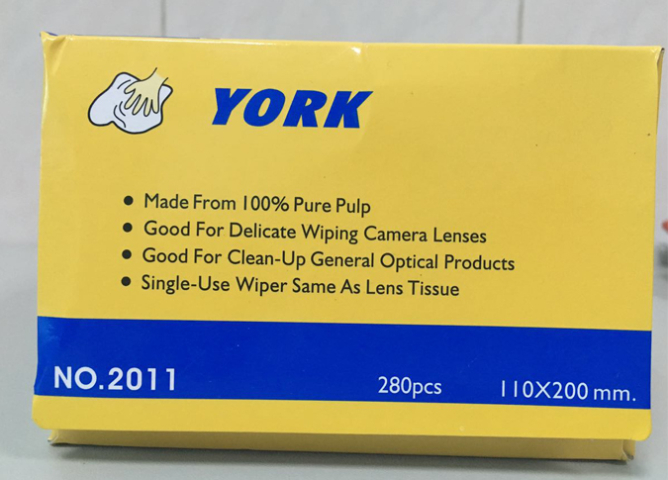 YORK
● Made From 100% Pure Pulp
● Good For Delicate Wiping Camera Lenses
● Good For Clean-Up General Optical Products
● Single-Use Wiper Same As Lens Tissue
NO.2011 280pcs 110X200 mm.